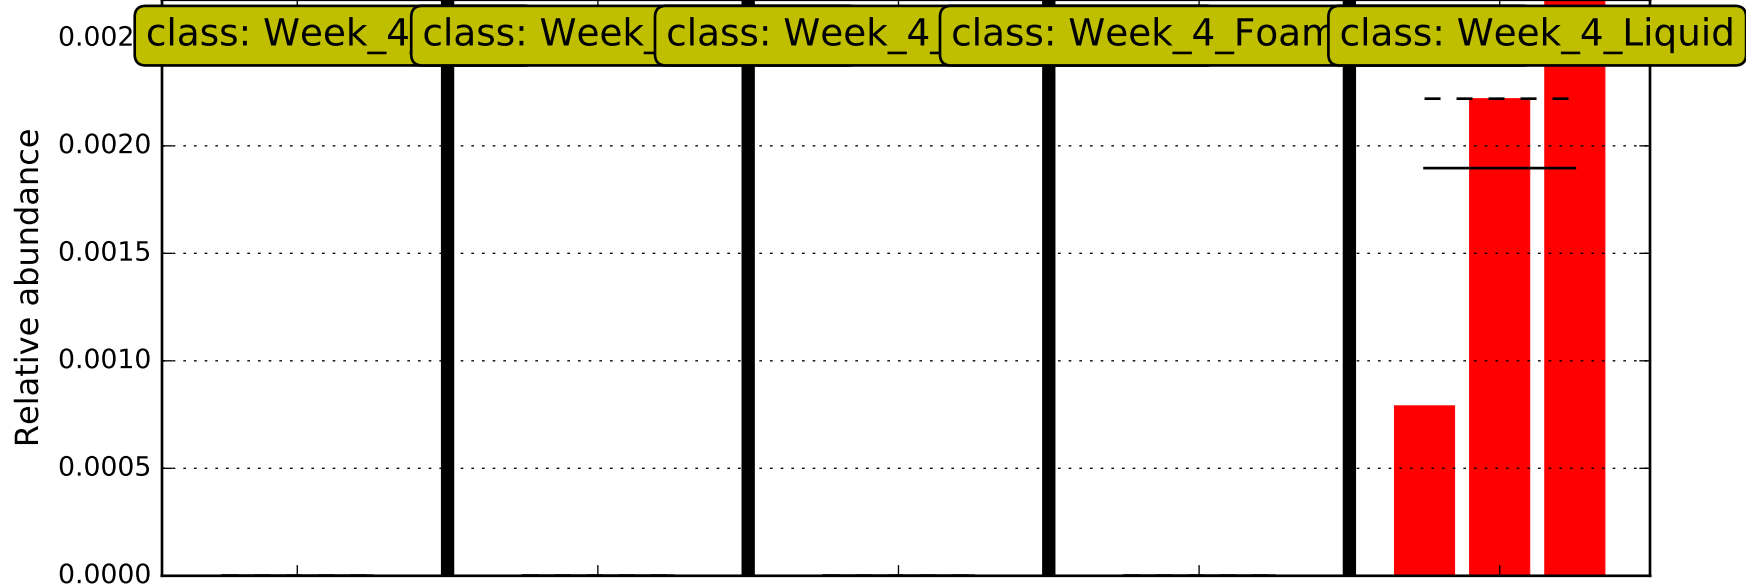 0.002
class: Week_4
class: Week_
class: Week_4_
class: Week_4_Foam
class: Week_4_Liquid
0.0020
0.0015
0.0010
0.0005
0.0000
Relative abundance